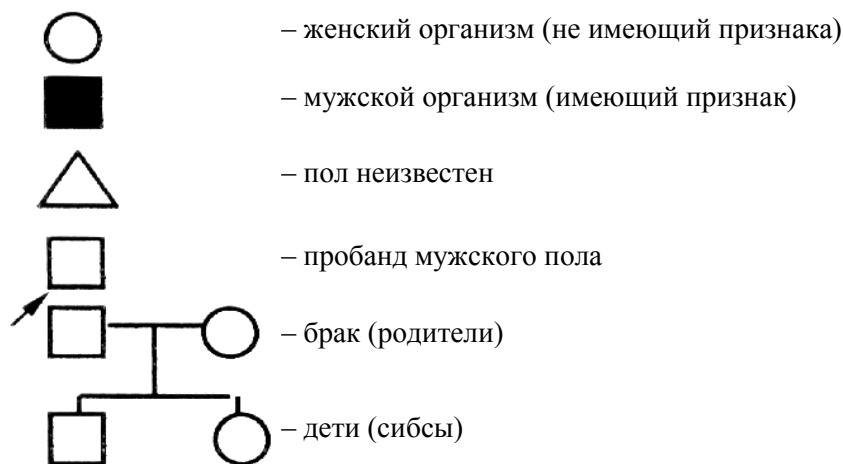 – женский организм (не имеющий признака)
– мужской организм (имеющий признак)
– пол неизвестен
– пробанд мужского пола
– брак (родители)
– дети (сибсы)